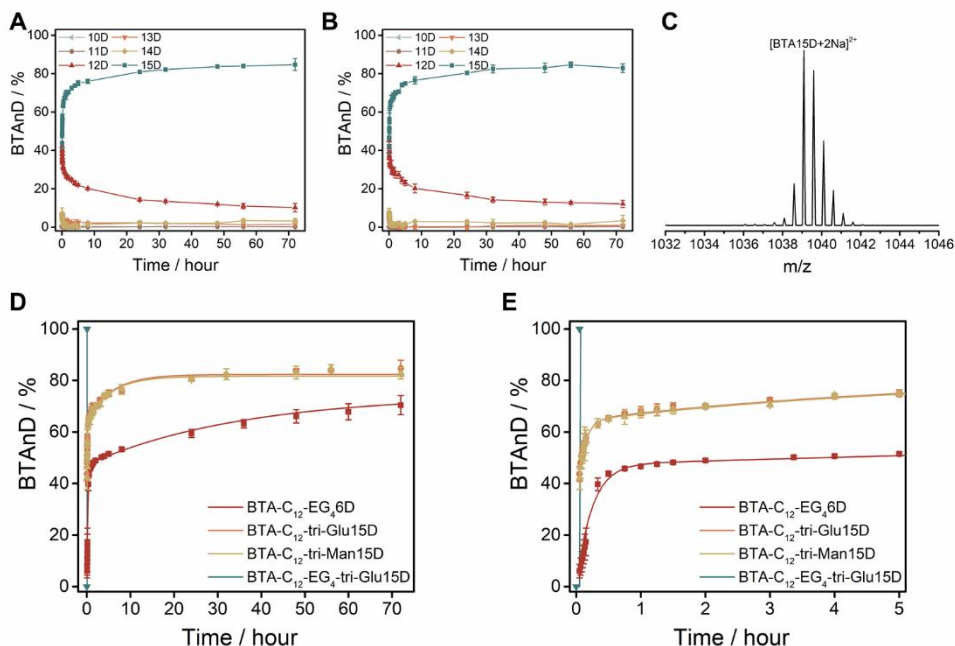 A
10D 13D
11D 14D
12D 15D
BTAnD / %
100
80
60
40
20
0
0 10 20 30 40 50 60 70
Time / hour
B
10D 13D
11D 14D
12D 15D
BTAnD / %
100
80
60
40
20
0
0 10 20 30 40 50 60 70
Time / hour
C
[BTA15D+2Na]²⁺
1032 1034 1036 1038 1040 1042 1044 1046
m/z
D
BTAnD / %
100
80
60
40
20
0
BTA-C₁₂-EG₄6D
BTA-C₁₂-tri-Glu15D
BTA-C₁₂-tri-Man15D
BTA-C₁₂-EG₄-tri-Glu15D
0 10 20 30 40 50 60 70
Time / hour
E
BTAnD / %
100
80
60
40
20
0
BTA-C₁₂-EG₄6D
BTA-C₁₂-tri-Glu15D
BTA-C₁₂-tri-Man15D
BTA-C₁₂-EG₄-tri-Glu15D
0 1 2 3 4 5
Time / hour